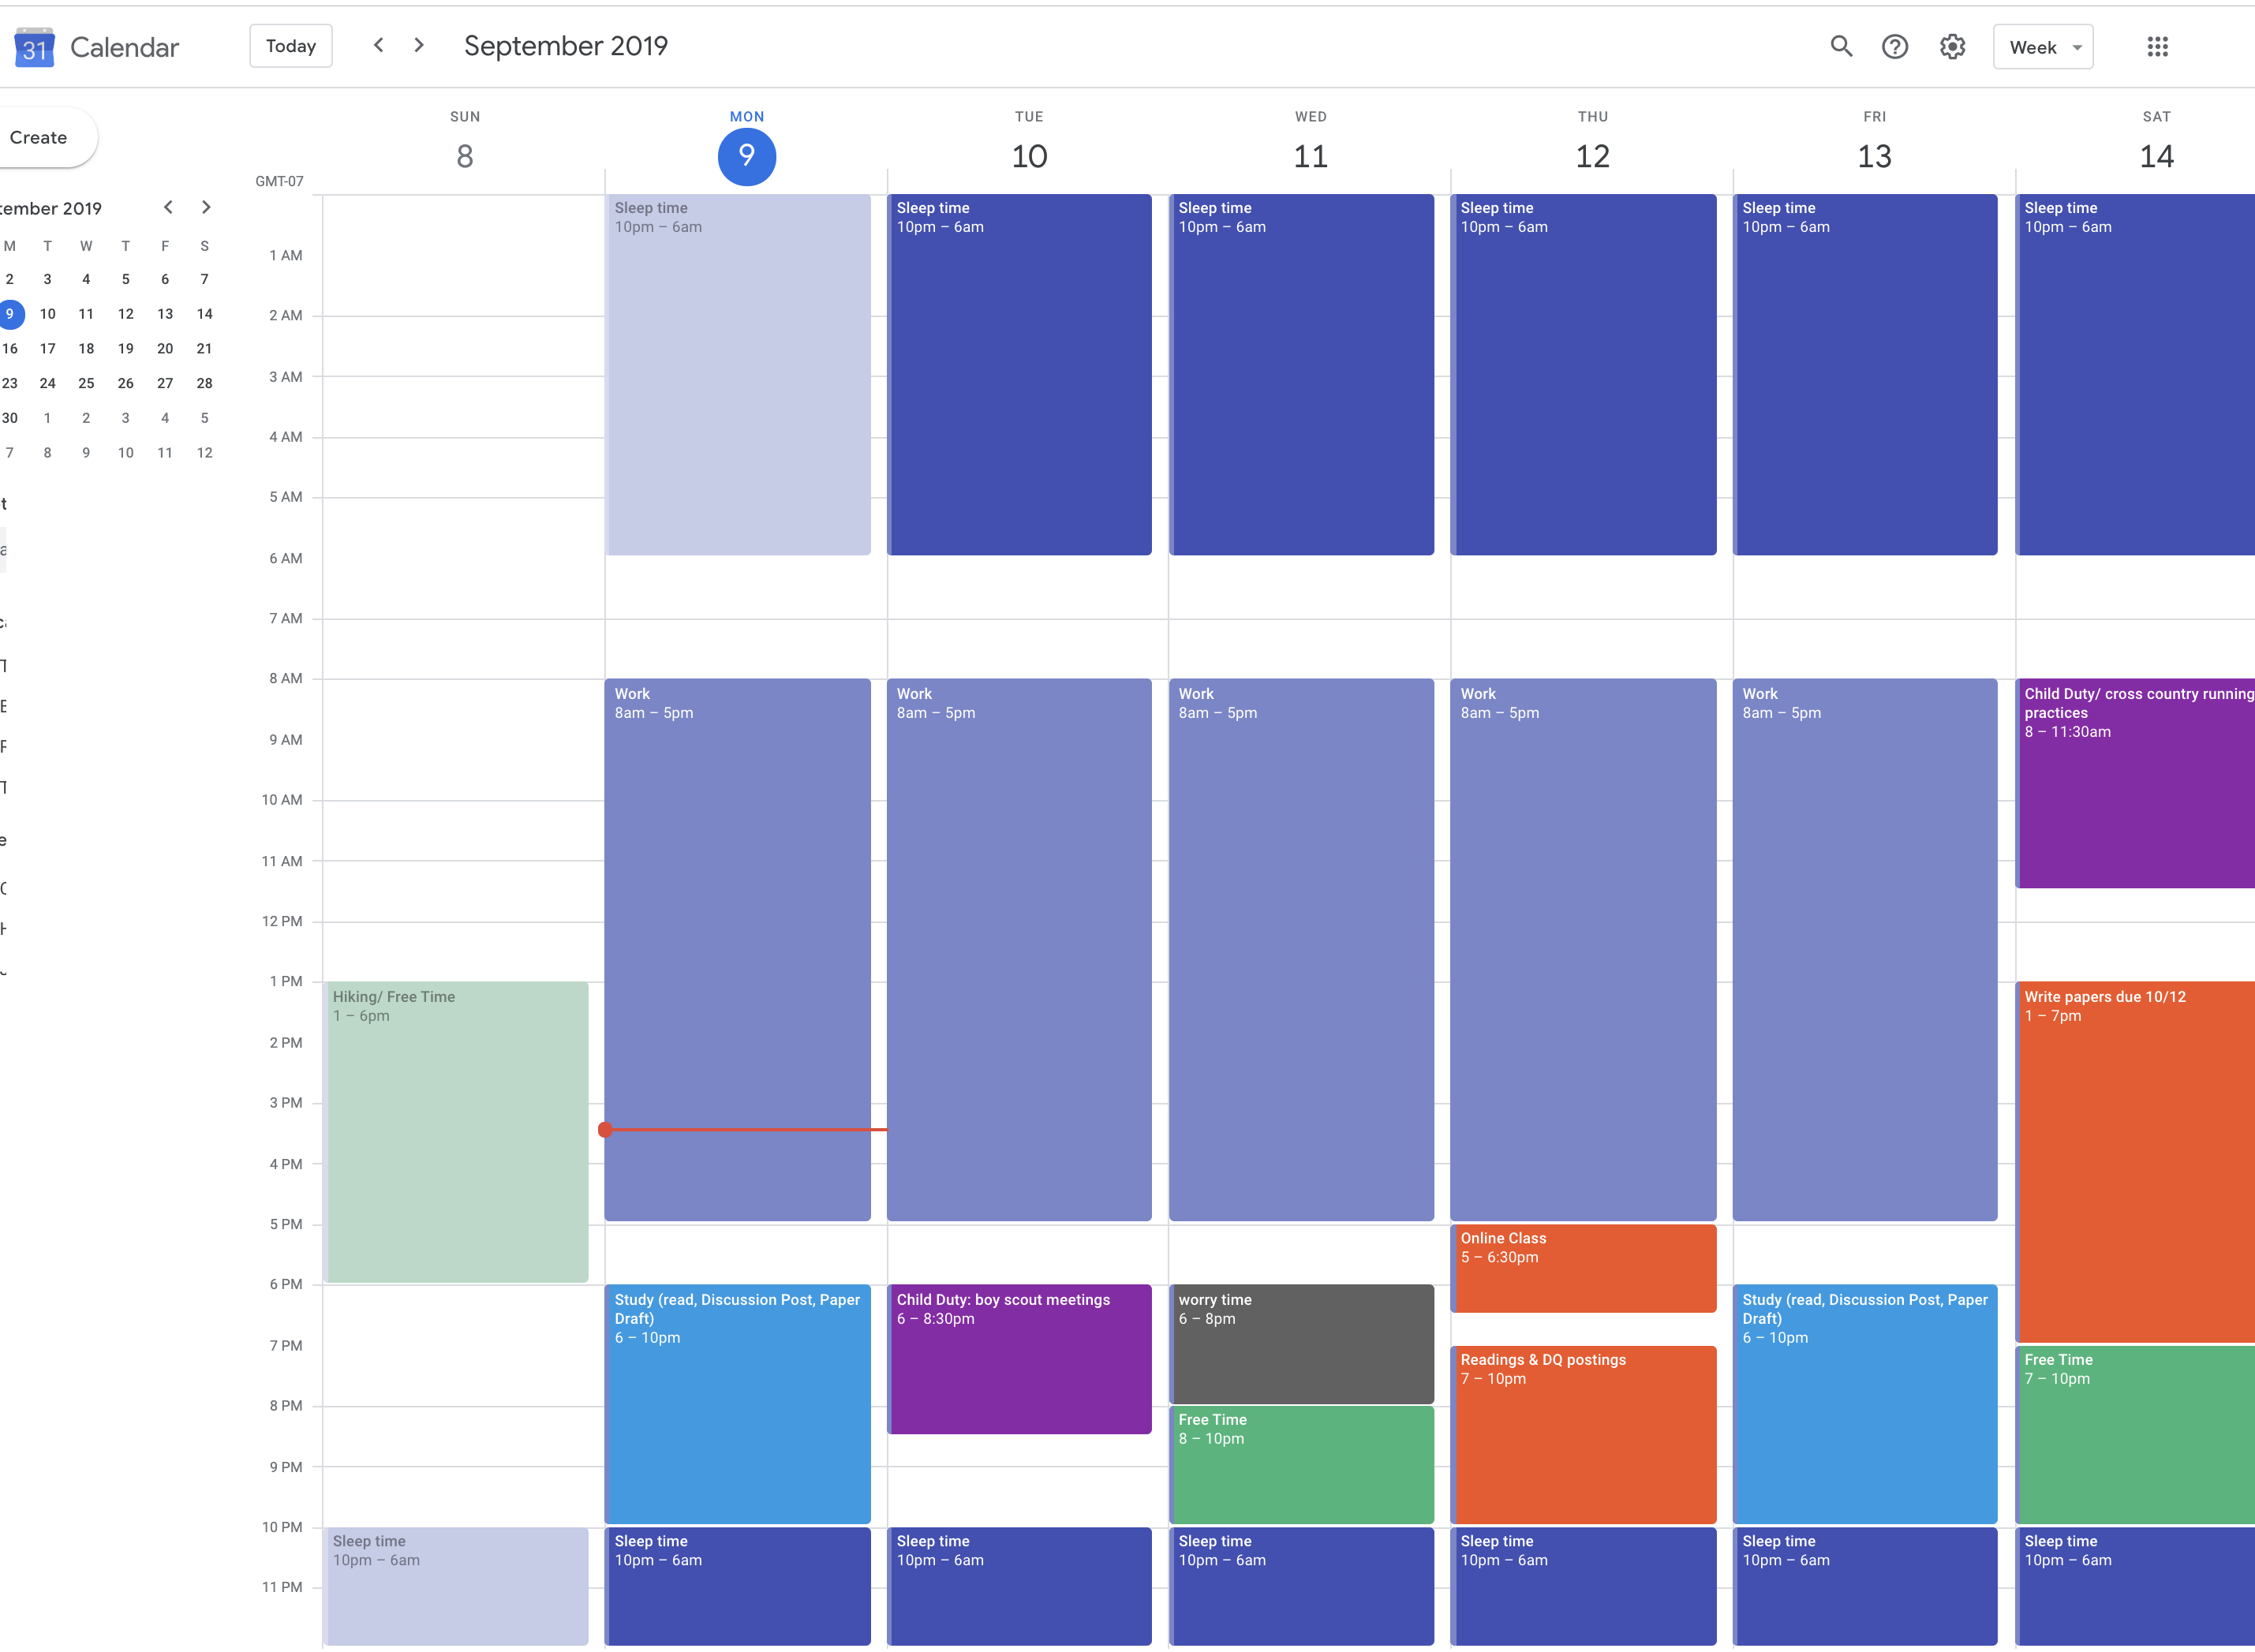 31 Calendar Today September 2019 Week
Create
SUN MON TUE WED THU FRI SAT
8 9 10 11 12 13 14
GMT-07
tember 2019
M T W T F S
2 3 4 5 6 7
9 10 11 12 13 14
16 17 18 19 20 21
23 24 25 26 27 28
30 1 2 3 4 5
7 8 9 10 11 12
1 AM
2 AM
3 AM
4 AM
5 AM
6 AM
7 AM
8 AM
9 AM
10 AM
11 AM
12 PM
1 PM
2 PM
3 PM
4 PM
5 PM
6 PM
7 PM
8 PM
9 PM
10 PM
11 PM
Hiking/ Free Time
1 – 6pm
Sleep time
10pm – 6am
Sleep time
10pm – 6am
Work
8am – 5pm
Study (read, Discussion Post, Paper
Draft)
6 – 10pm
Sleep time
10pm – 6am
Sleep time
10pm – 6am
Work
8am – 5pm
Child Duty: boy scout meetings
6 – 8:30pm
Sleep time
10pm – 6am
Sleep time
10pm – 6am
Work
8am – 5pm
worry time
6 – 8pm
Free Time
8 – 10pm
Sleep time
10pm – 6am
Sleep time
10pm – 6am
Work
8am – 5pm
Online Class
5 – 6:30pm
Readings & DQ postings
7 – 10pm
Sleep time
10pm – 6am
Sleep time
10pm – 6am
Work
8am – 5pm
Study (read, Discussion Post, Paper
Draft)
6 – 10pm
Sleep time
10pm – 6am
Sleep time
10pm – 6am
Child Duty/ cross country running
practices
8 – 11:30am
Write papers due 10/12
1 – 7pm
Free Time
7 – 10pm
Sleep time
10pm – 6am